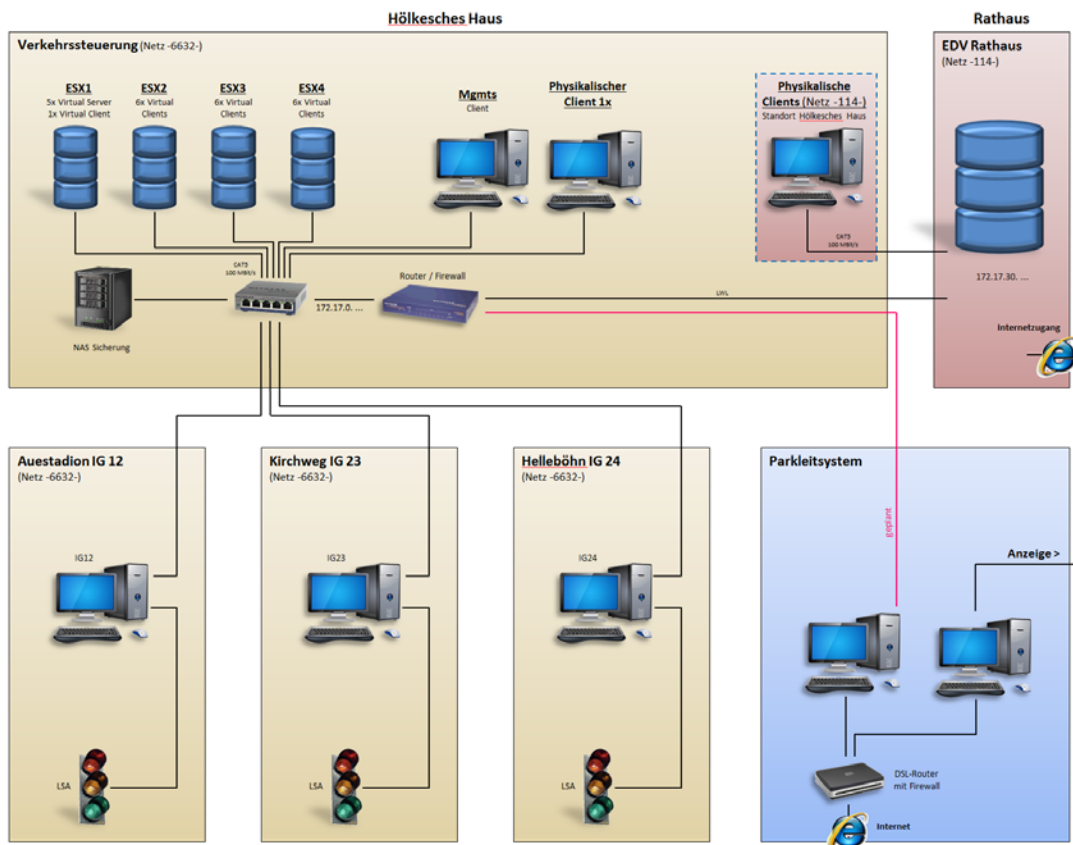 Hölkesches Haus
Rathaus
Verkehrssteuerung (Netz -6632-)
ESX1
5x Virtual Server
1x Virtual Client
ESX2
6x Virtual
Clients
ESX3
6x Virtual
Clients
ESX4
6x Virtual
Clients
Mgmts
Client
Physikalischer
Client 1x
Physikalische
Clients (Netz -114-)
Standort Hölkesches Haus
EDV Rathaus
(Netz -114-)
CAT5
100 MBit/s
CAT5
100 MBit/s
NAS Sicherung
172.17.0. ...
Router / Firewall
LWL
172.17.30. ...
Internetzugang
Auestadion IG 12
(Netz -6632-)
IG12
LSA
Kirchweg IG 23
(Netz -6632-)
IG23
LSA
Helleböhn IG 24
(Netz -6632-)
IG24
LSA
Parkleitsystem
geplant
Anzeige >
DSL-Router
mit Firewall
Internet